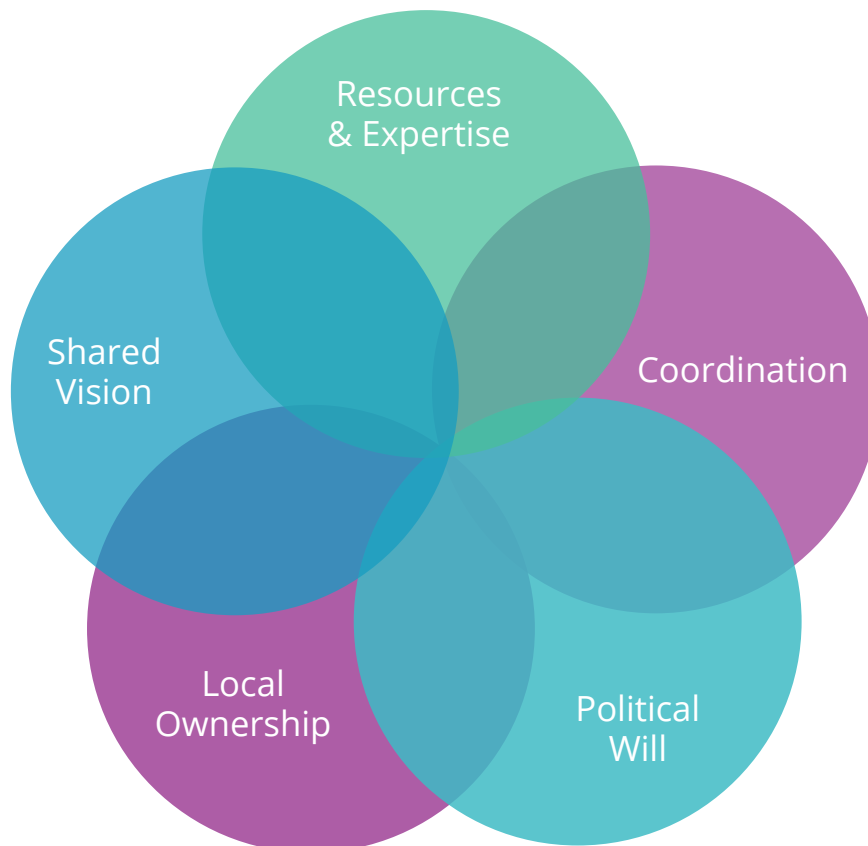 Resources
& Expertise
Shared
Vision
Coordination
Local
Ownership
Political
Will